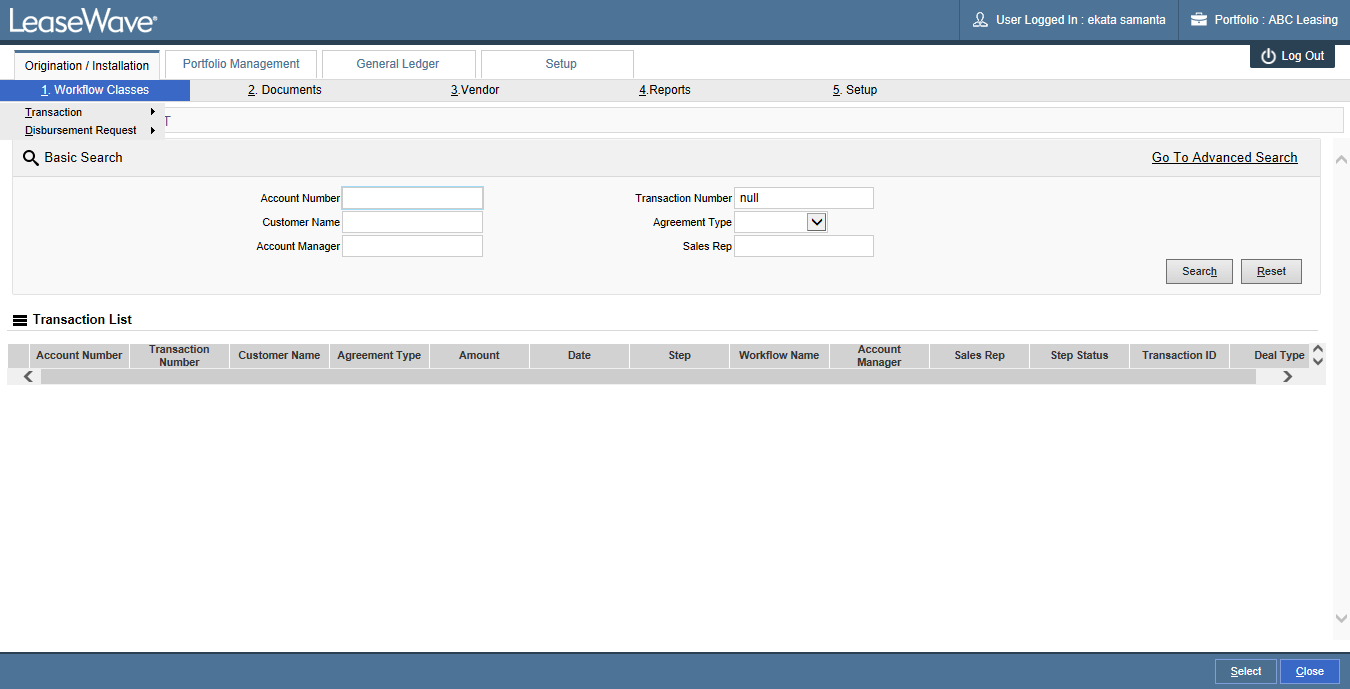 LeaseWave®
User Logged In : ekata samanta
Portfolio : ABC Leasing
Log Out
Origination / Installation
Portfolio Management
General Ledger
Setup
1. Workflow Classes
2. Documents
3.Vendor
4.Reports
5. Setup
Transaction
Disbursement Request
T
Basic Search
Go To Advanced Search
Account Number
Transaction Number null
Customer Name
Agreement Type
Account Manager
Sales Rep
Search
Reset
Transaction List
Account Number
Transaction
Number
Customer Name
Agreement Type
Amount
Date
Step
Workflow Name
Account
Manager
Sales Rep
Step Status
Transaction ID
Deal Type
Select
Close